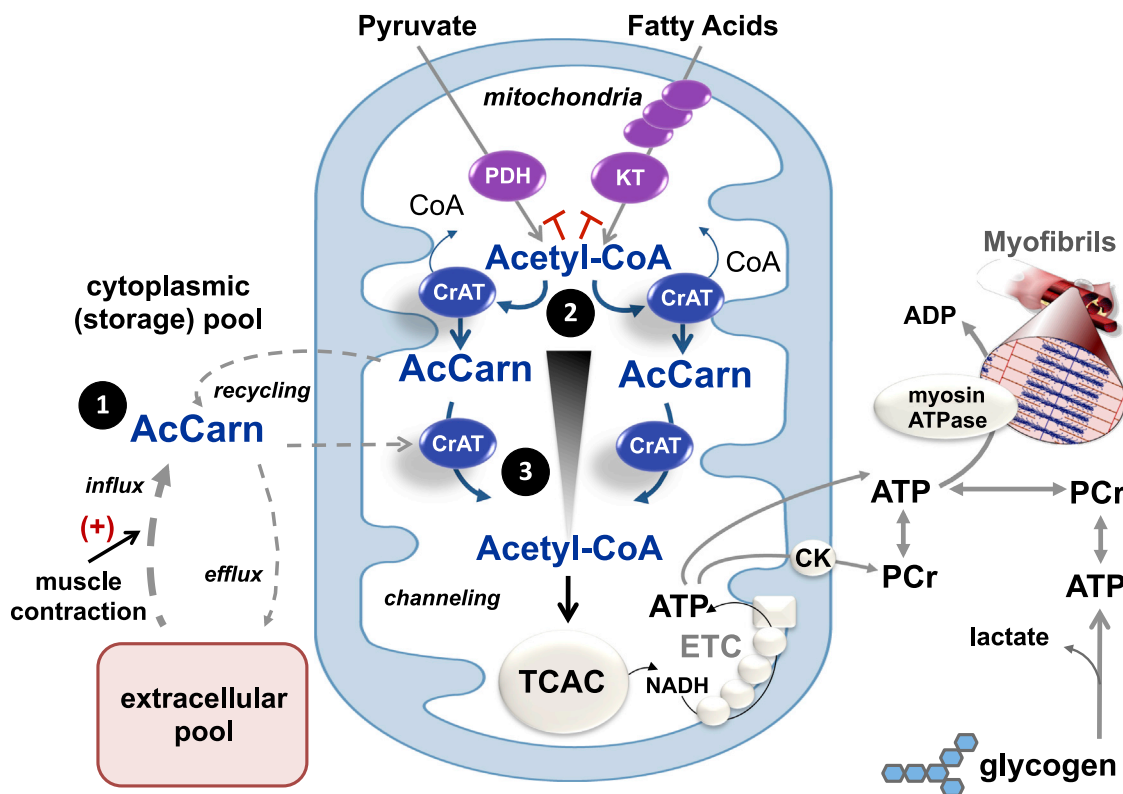 Pyruvate
Fatty Acids
mitochondria
PDH
KT
CoA
Acetyl-CoA
CoA
CrAT
CrAT
2
AcCarn
AcCarn
CrAT
CrAT
3
Acetyl-CoA
channeling
TCAC
NADH
ETC
ATP
CK
cytoplasmic
(storage) pool
recycling
1
AcCarn
influx
(+)
muscle
contraction
efflux
extracellular
pool
Myofibrils
ADP
myosin
ATPase
ATP
PCr
PCr
ATP
lactate
glycogen